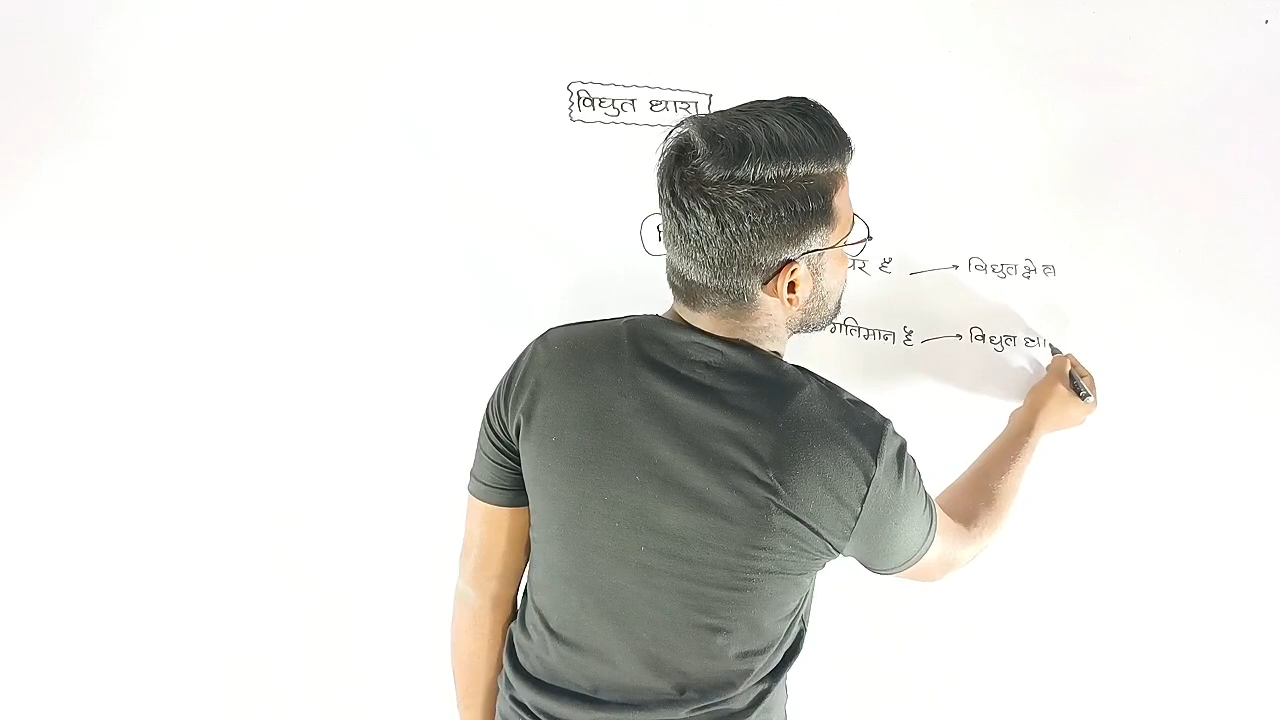 विद्युत धारा
है → विद्युत क्षेत्र
गतिमान है → विद्युत धा